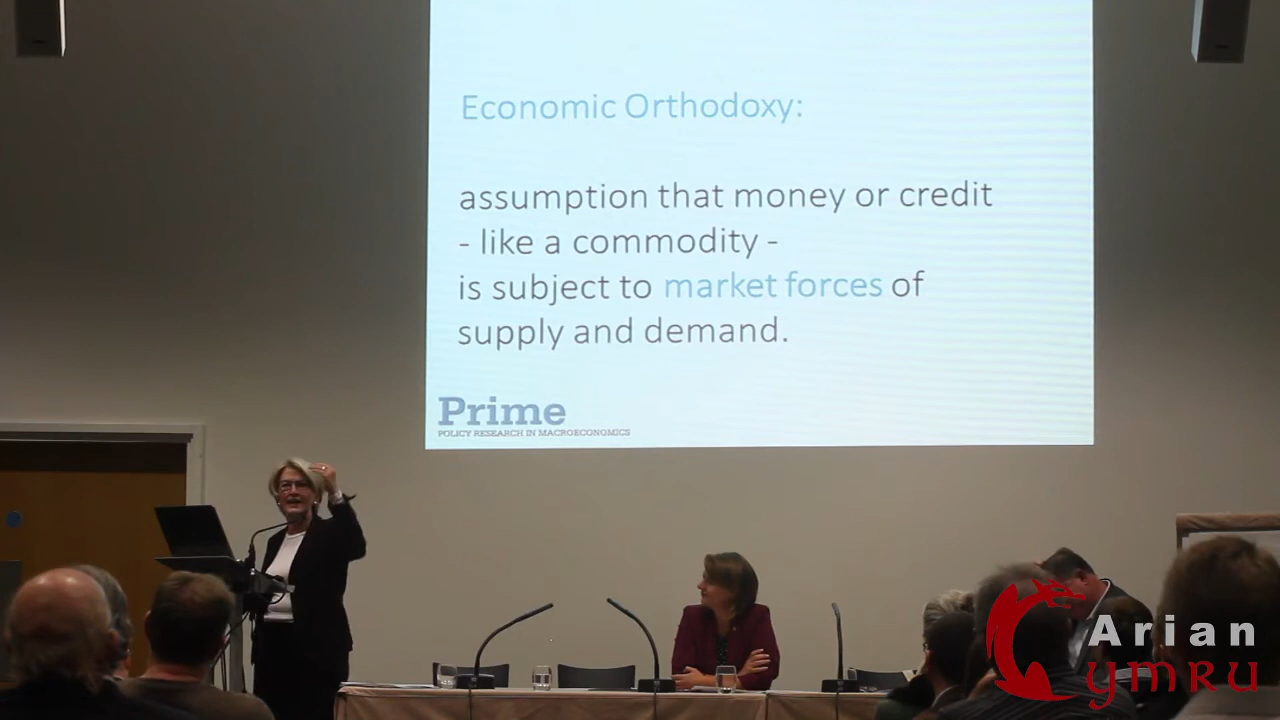 Economic Orthodoxy:
assumption that money or credit
- like a commodity -
is subject to market forces of
supply and demand.
Prime
POLICY RESEARCH IN MACROECONOMICS
Arian
Cymru